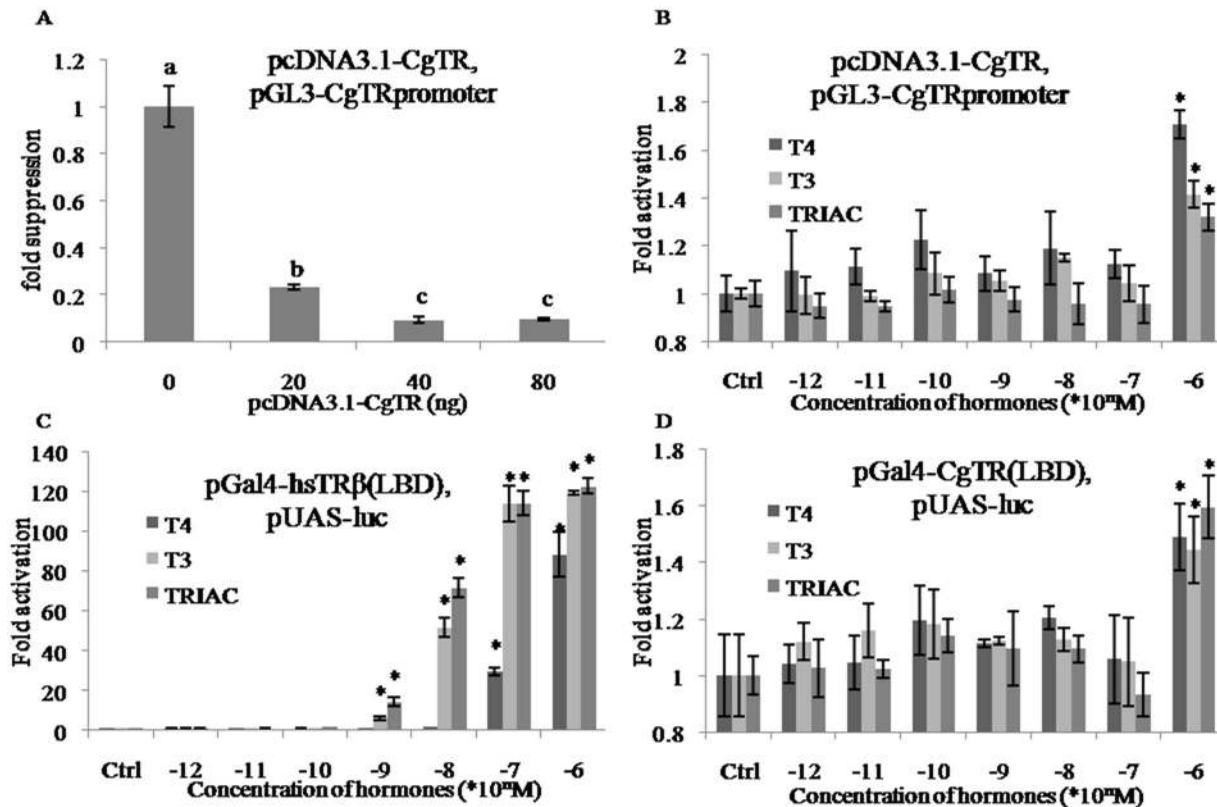 A
pcDNA3.1-CgTR,
pGL3-CgTRpromoter
fold suppression
1.2
1
0.8
0.6
0.4
0.2
0
a
b
c
c
0 20 40 80
pcDNA3.1-CgTR (ng)
B
pcDNA3.1-CgTR,
pGL3-CgTRpromoter
Fold activation
2
1.8
1.6
1.4
1.2
1
0.8
T4
T3
TRIAC
* * *
Ctrl -12 -11 -10 -9 -8 -7 -6
Concentration of hormones (*10ⁿM)
C
pGal4-hsTRβ(LBD),
pUAS-luc
Fold activation
140
120
100
80
60
40
20
0
T4
T3
TRIAC
* * * * * * * * * *
Ctrl -12 -11 -10 -9 -8 -7 -6
Concentration of hormones (*10ⁿM)
D
pGal4-CgTR(LBD),
pUAS-luc
Fold activation
1.8
1.6
1.4
1.2
1
0.8
T4
T3
TRIAC
* * *
Ctrl -12 -11 -10 -9 -8 -7 -6
Concentration of hormones (*10ⁿM)